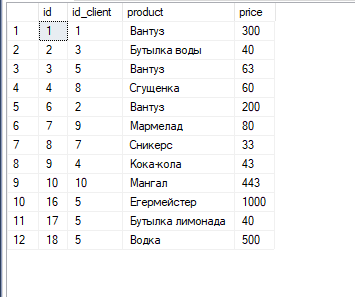 id id_client product price
1 1 1 Вантуз 300
2 2 3 Бутылка воды 40
3 3 5 Вантуз 63
4 4 8 Сгущенка 60
5 6 2 Вантуз 200
6 7 9 Мармелад 80
7 8 7 Сникерс 33
8 9 4 Кока-кола 43
9 10 10 Мангал 443
10 16 5 Егермейстер 1000
11 17 5 Бутылка лимонада 40
12 18 5 Водка 500